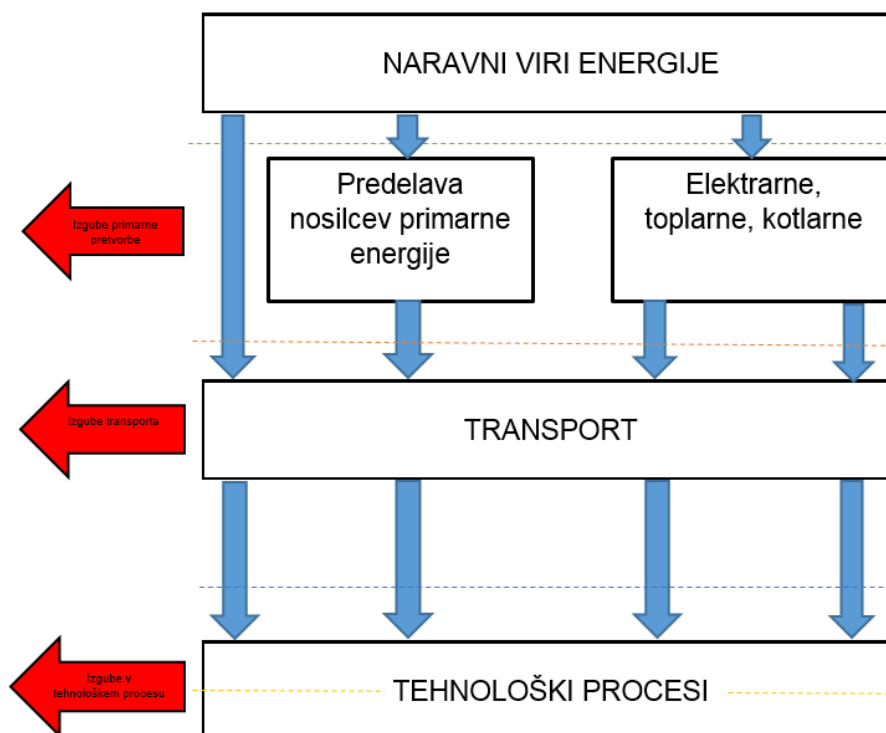 NARAVNI VIRI ENERGIJE
Predelava
nosilcev primarne
energije
Elektrarne,
toplarne, kotlarne
Izgube primarne
pretvorbe
TRANSPORT
Izgube transporta
TEHNOLOŠKI PROCESI
Izgube v
tehnološkem procesu